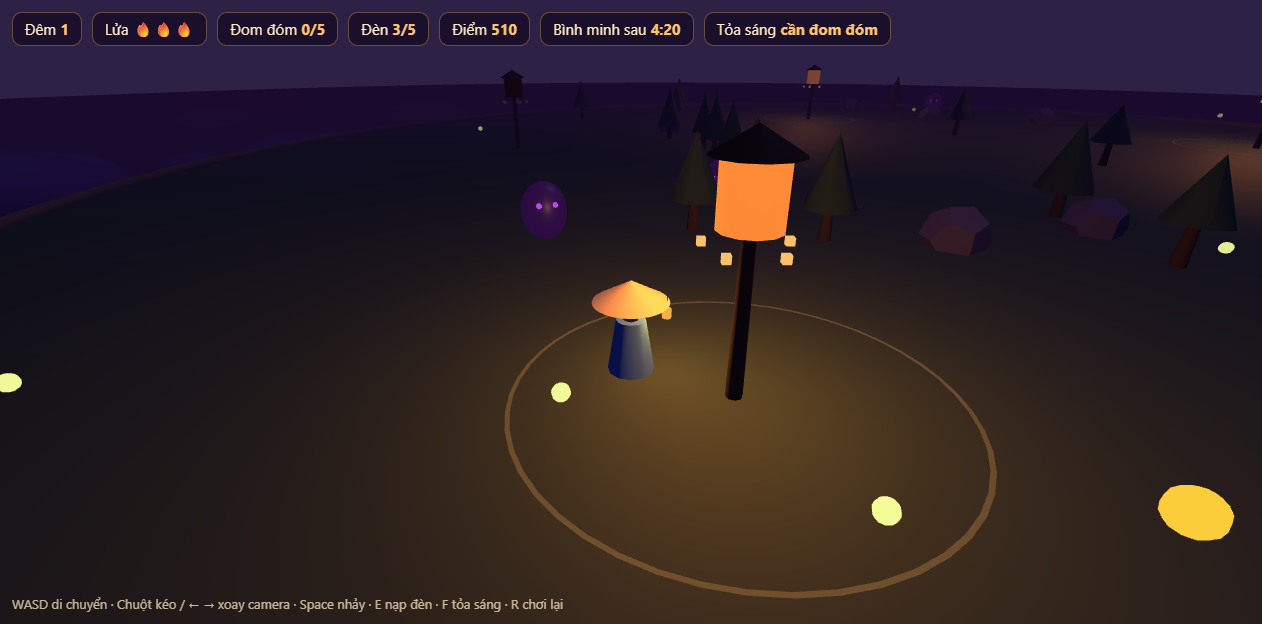 Đêm 1 Lửa 🔥🔥🔥 Đom đóm 0/5 Đèn 3/5 Điểm 510 Bình minh sau 4:20 Tỏa sáng cần đom đóm
WASD di chuyển · Chuột kéo / ← → xoay camera · Space nhảy · E nạp đèn · F tỏa sáng · R chơi lại